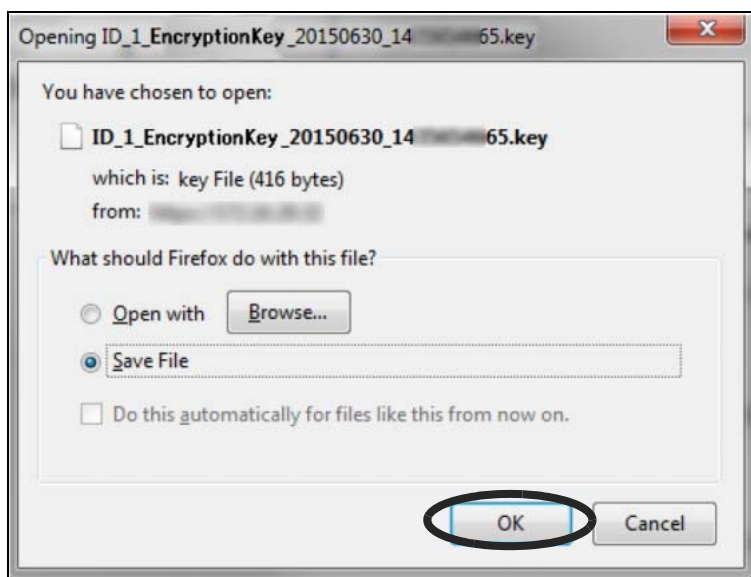 Opening ID_1_EncryptionKey_20150630_14 65.key
You have chosen to open:
ID_1_EncryptionKey_20150630_14 65.key
which is: key File (416 bytes)
from:
What should Firefox do with this file?
Open with Browse...
Save File
Do this automatically for files like this from now on.
OK Cancel